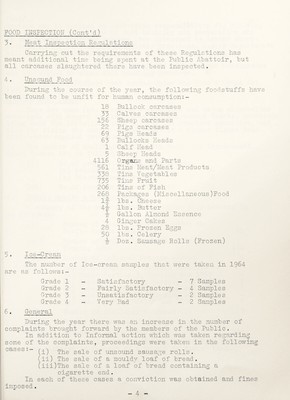 FOOD INSPECTION (Cont'd)
3. Meat Inspection Regulations
Carrying out the requirements of these Regulations has
meant additional time being spent at the Public Abattoir, but
all carcases slaughtered there have been inspected.
4. Unsound Food
During the course of the year, the following foodstuffs have
been found to be unfit for human consumption:-
18 Bullock carcases
33 Calves carcases
156 Sheep carcases
22 Pigs carcases
68 Pigs Heads
63 Bullocks Heads
1 Calf Head
5 Sheep Heads
4116 Organs and Parts
561 Tins Meat/Meat Products
330 Tins Vegetables
735 Tins Fruit
206 Tins of Fish
260 Packages (Miscellaneous) Food
lbs. Cheese
lbs. Butter
Gallon Almond Essence
4 Ginger Cakes
28 lbs. Frozen Eggs
50 lbs. Celery
½ Doz. Sausage Rolls (Frozen)
5. Ice-Cream
The number of Ice-cream samples that were taken in 1964
are as follows:-
Grade 1 - Satisfactory - 7 Samples
Grade 2 - Fairly Satisfactory - 4 Samples
Grade 3 - Unsatisfactory - 2 Samples
Grade 4 - Very Bad - 2 Samples
6. General
During the year there was an increase in the number of
complaints brought forward by the members of the Public.
In addition to Informal action which was taken regarding
some of the complaints, proceedings were taken in the following
cases:-
(i) The sale of unsound sausage rolls.
(ii) The sale of a mouldy loaf of bread.
(iii) The sale of a loaf of bread containing a
cigarette end.
In each of these cases a conviction was obtained and fines
imposed.
- 4 -